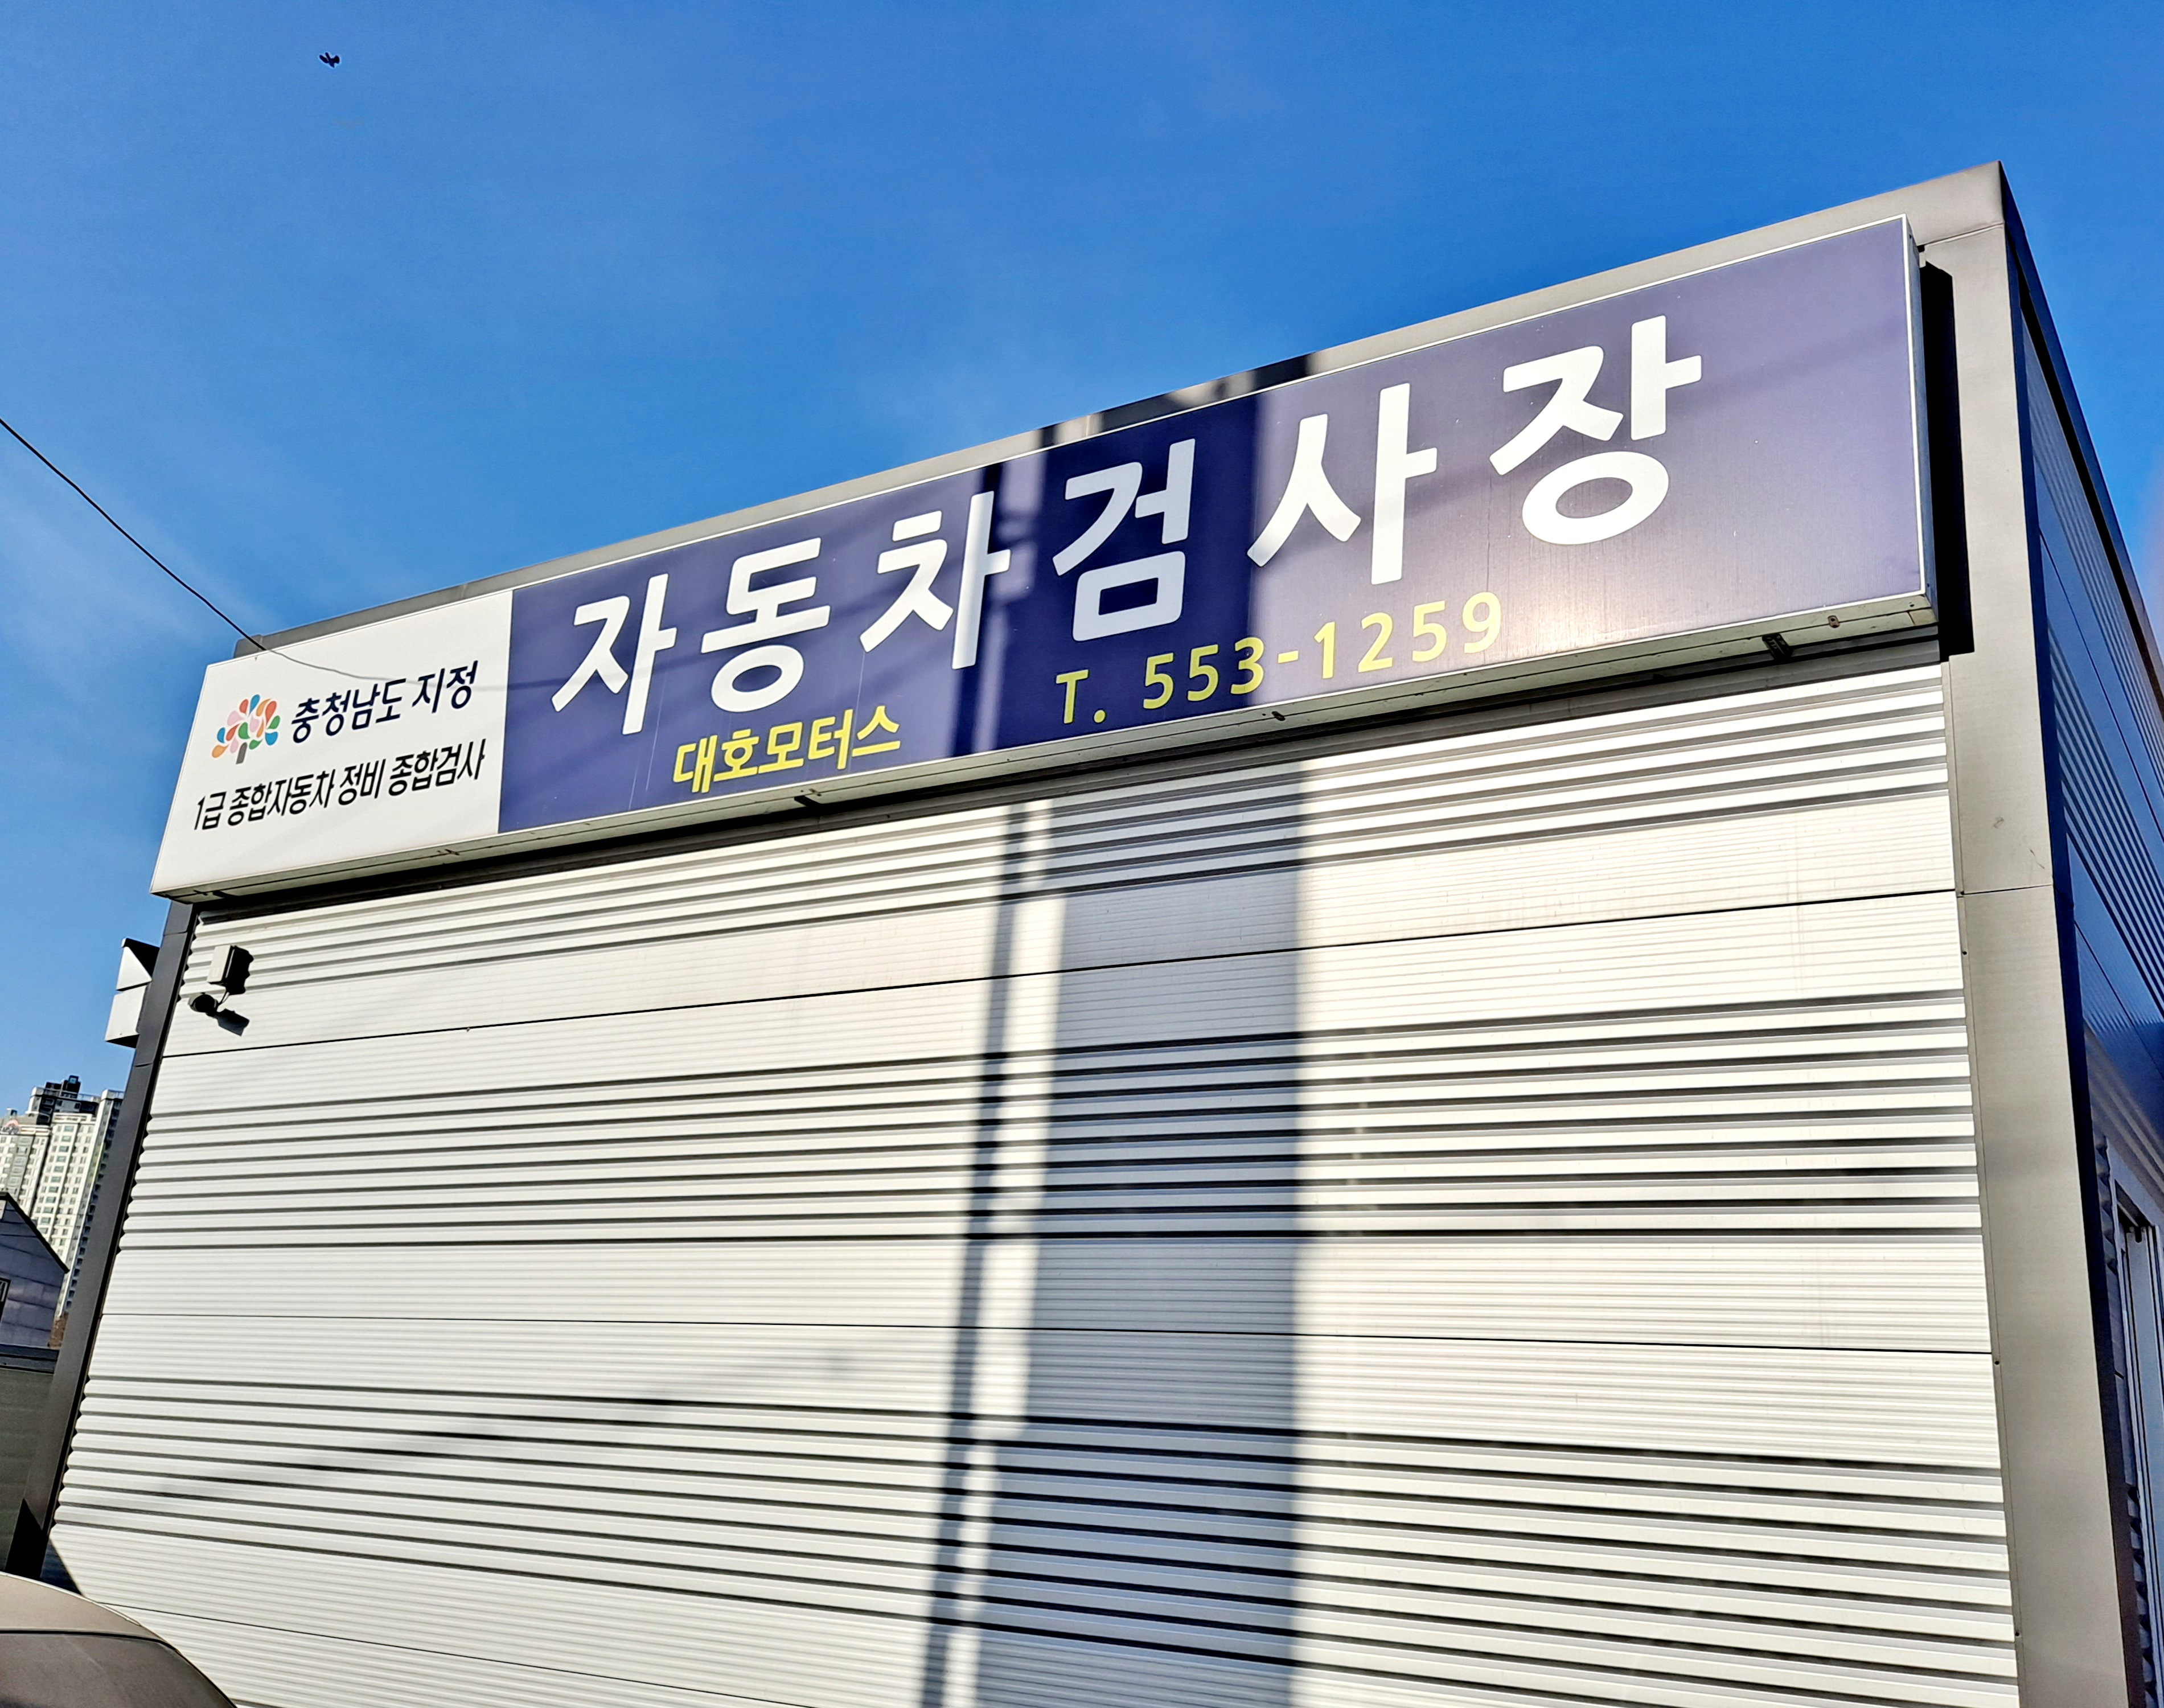 충청남도 지정
1급 종합자동차 정비 종합검사
자동차검사장
대호모터스 T. 553-1259